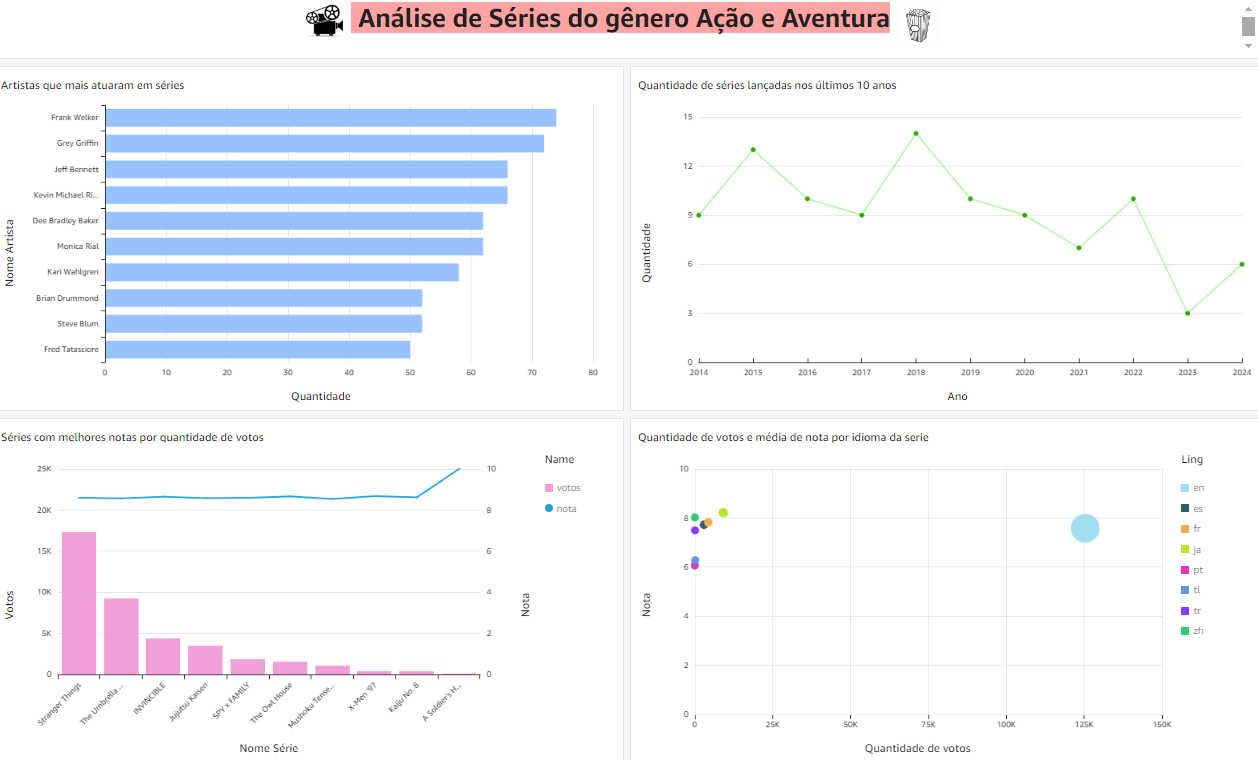 Análise de Séries do gênero Ação e Aventura
Artistas que mais atuaram em séries
Nome Artista
Frank Welker
Grey Griffin
Jeff Bennett
Kevin Michael Ri...
Dee Bradley Baker
Monica Rial
Kari Wahlgren
Brian Drummond
Steve Blum
Fred Tatasciore
0 10 20 30 40 50 60 70 80
Quantidade
Quantidade de séries lançadas nos últimos 10 anos
Quantidade
15
12
9
6
3
0
2014 2015 2016 2017 2018 2019 2020 2021 2022 2023 2024
Ano
Séries com melhores notas por quantidade de votos
Votos
25K
20K
15K
10K
5K
0
10
8
6
4
2
0
Nota
Stranger Things
The Umbrella ...
INVINCIBLE
Jujutsu Kaisen
SPY x FAMILY
The Owl House
Mushoku Tense...
X-Men '97
Kaiju No. 8
A Soldier's H...
Nome Série
Name
votos
nota
Quantidade de votos e média de nota por idioma da serie
Nota
10
8
6
4
2
0
0 25K 50K 75K 100K 125K 150K
Quantidade de votos
Ling
en
es
fr
ja
pt
tl
tr
zh